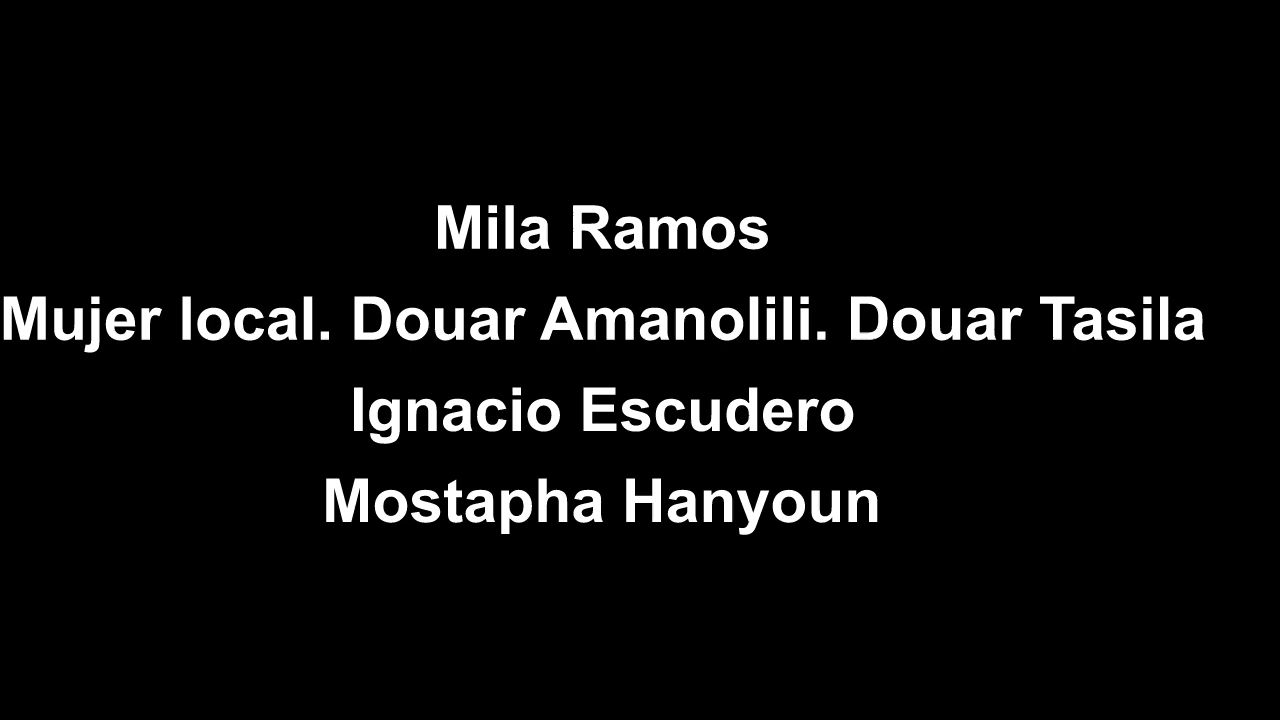 Mila Ramos
Mujer local. Douar Amanolili. Douar Tasila
Ignacio Escudero
Mostapha Hanyoun